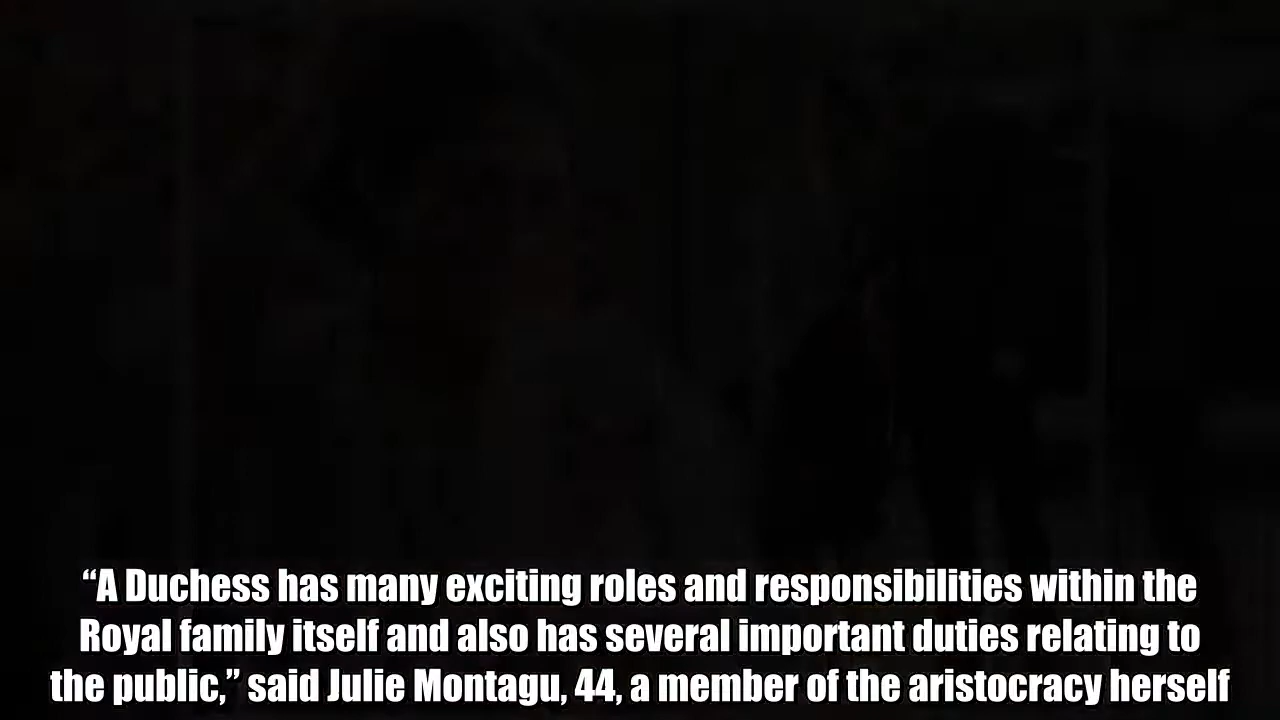 “A Duchess has many exciting roles and responsibilities within the
Royal family itself and also has several important duties relating to
the public,” said Julie Montagu, 44, a member of the aristocracy herself